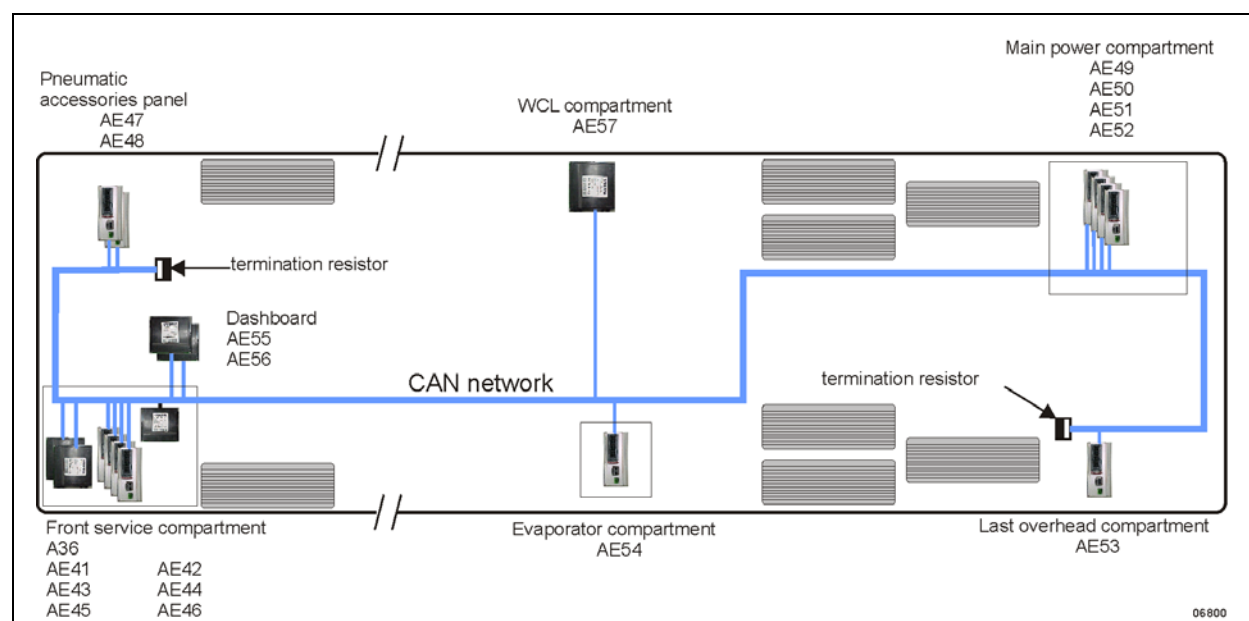 Main power compartment
AE49
AE50
AE51
AE52
Pneumatic
accessories panel
AE47
AE48
WCL compartment
AE57
termination resistor
Dashboard
AE55
AE56
CAN network
termination resistor
Front service compartment
A36
AE41 AE42
AE43 AE44
AE45 AE46
Evaporator compartment
AE54
Last overhead compartment
AE53
06800